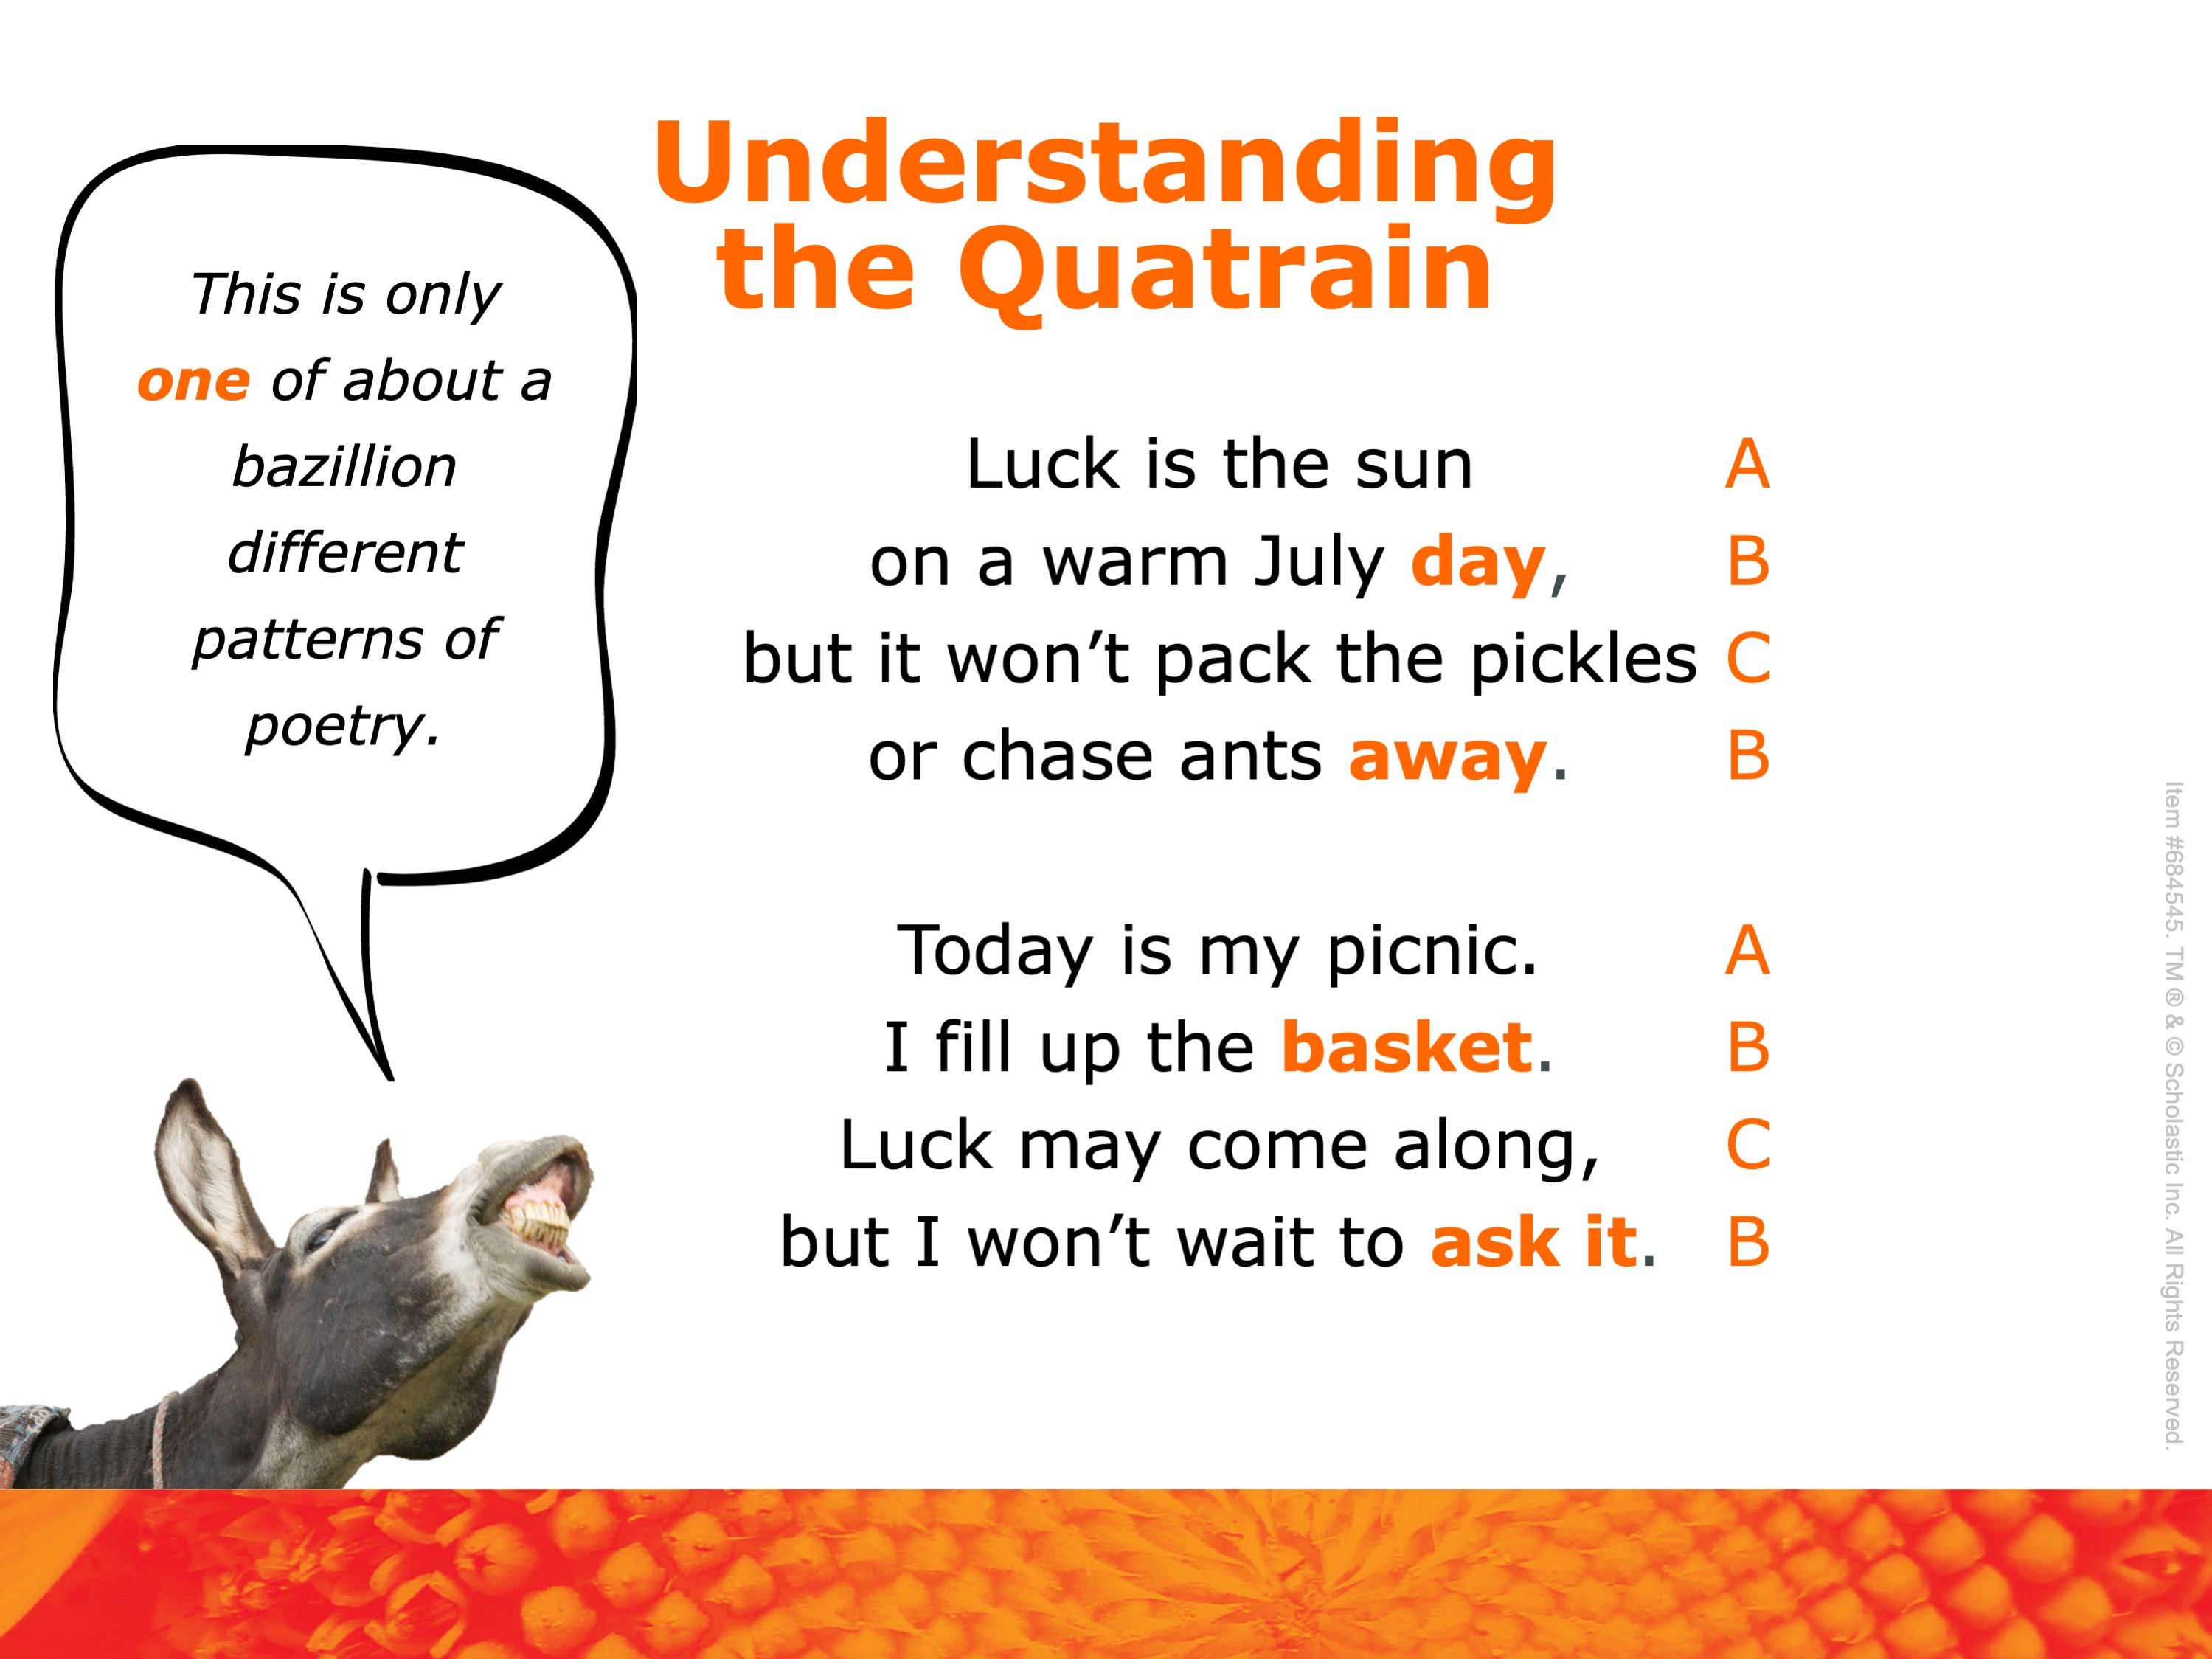 Understanding
the Quatrain
This is only
one of about a
bazillion
different
patterns of
poetry.
Luck is the sun A
on a warm July day, B
but it won’t pack the pickles C
or chase ants away. B
Today is my picnic. A
I fill up the basket. B
Luck may come along, C
but I won’t wait to ask it. B
Item #684545. TM ® & © Scholastic Inc. All Rights Reserved.